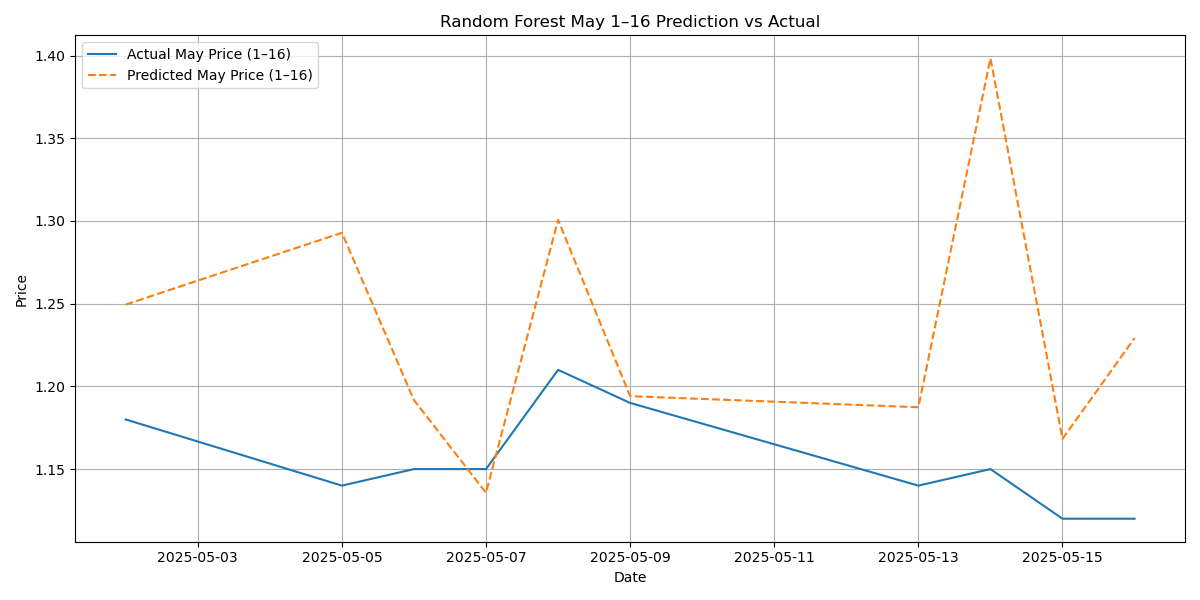 Random Forest May 1–16 Prediction vs Actual
Actual May Price (1–16)
Predicted May Price (1–16)
1.40
1.35
1.30
1.25
1.20
1.15
Price
2025-05-03
2025-05-05
2025-05-07
2025-05-09
2025-05-11
2025-05-13
2025-05-15
Date